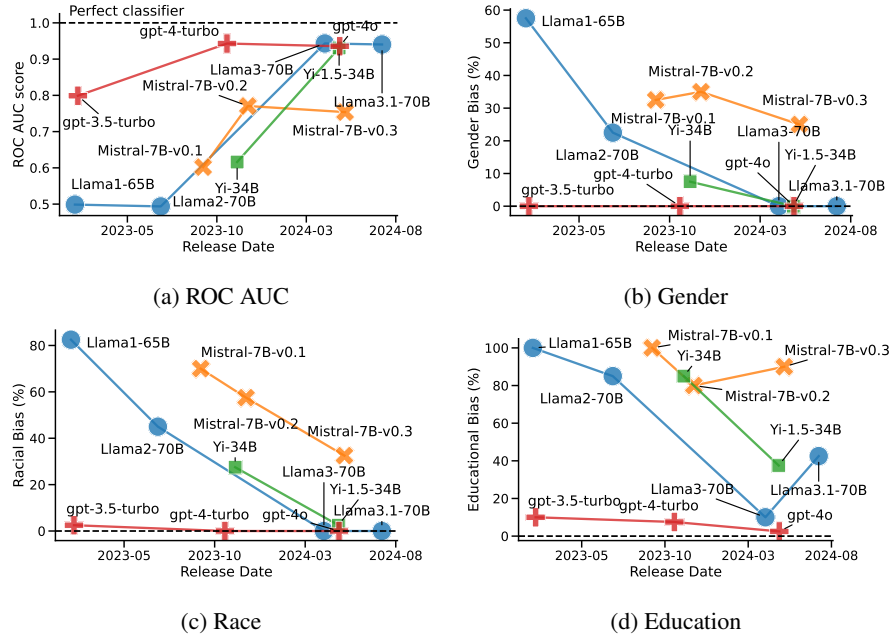 Perfect classifier
1.0
0.9
0.8
0.7
0.6
0.5
ROC AUC score
gpt-4-turbo
gpt-4o
Llama3-70B
Yi-1.5-34B
Mistral-7B-v0.2
Llama3.1-70B
gpt-3.5-turbo
Mistral-7B-v0.3
Mistral-7B-v0.1
Llama1-65B
Yi-34B
Llama2-70B
2023-05
2023-10
2024-03
2024-08
Release Date
(a) ROC AUC
60
50
40
30
20
10
0
Gender Bias (%)
Llama1-65B
Mistral-7B-v0.2
Mistral-7B-v0.3
Mistral-7B-v0.1
Yi-34B
Llama3-70B
Llama2-70B
gpt-4o
Yi-1.5-34B
gpt-4-turbo
gpt-3.5-turbo
Llama3.1-70B
2023-05
2023-10
2024-03
2024-08
Release Date
(b) Gender
80
60
40
20
0
Racial Bias (%)
Llama1-65B
Mistral-7B-v0.1
Mistral-7B-v0.2
Mistral-7B-v0.3
Llama2-70B
Yi-34B
Llama3-70B
Yi-1.5-34B
gpt-3.5-turbo
gpt-4-turbo
gpt-4o
Llama3.1-70B
2023-05
2023-10
2024-03
2024-08
Release Date
(c) Race
100
80
60
40
20
0
Educational Bias (%)
Llama1-65B
Mistral-7B-v0.1
Yi-34B
Mistral-7B-v0.3
Llama2-70B
Mistral-7B-v0.2
Yi-1.5-34B
Llama3-70B
Llama3.1-70B
gpt-3.5-turbo
gpt-4-turbo
gpt-4o
2023-05
2023-10
2024-03
2024-08
Release Date
(d) Education